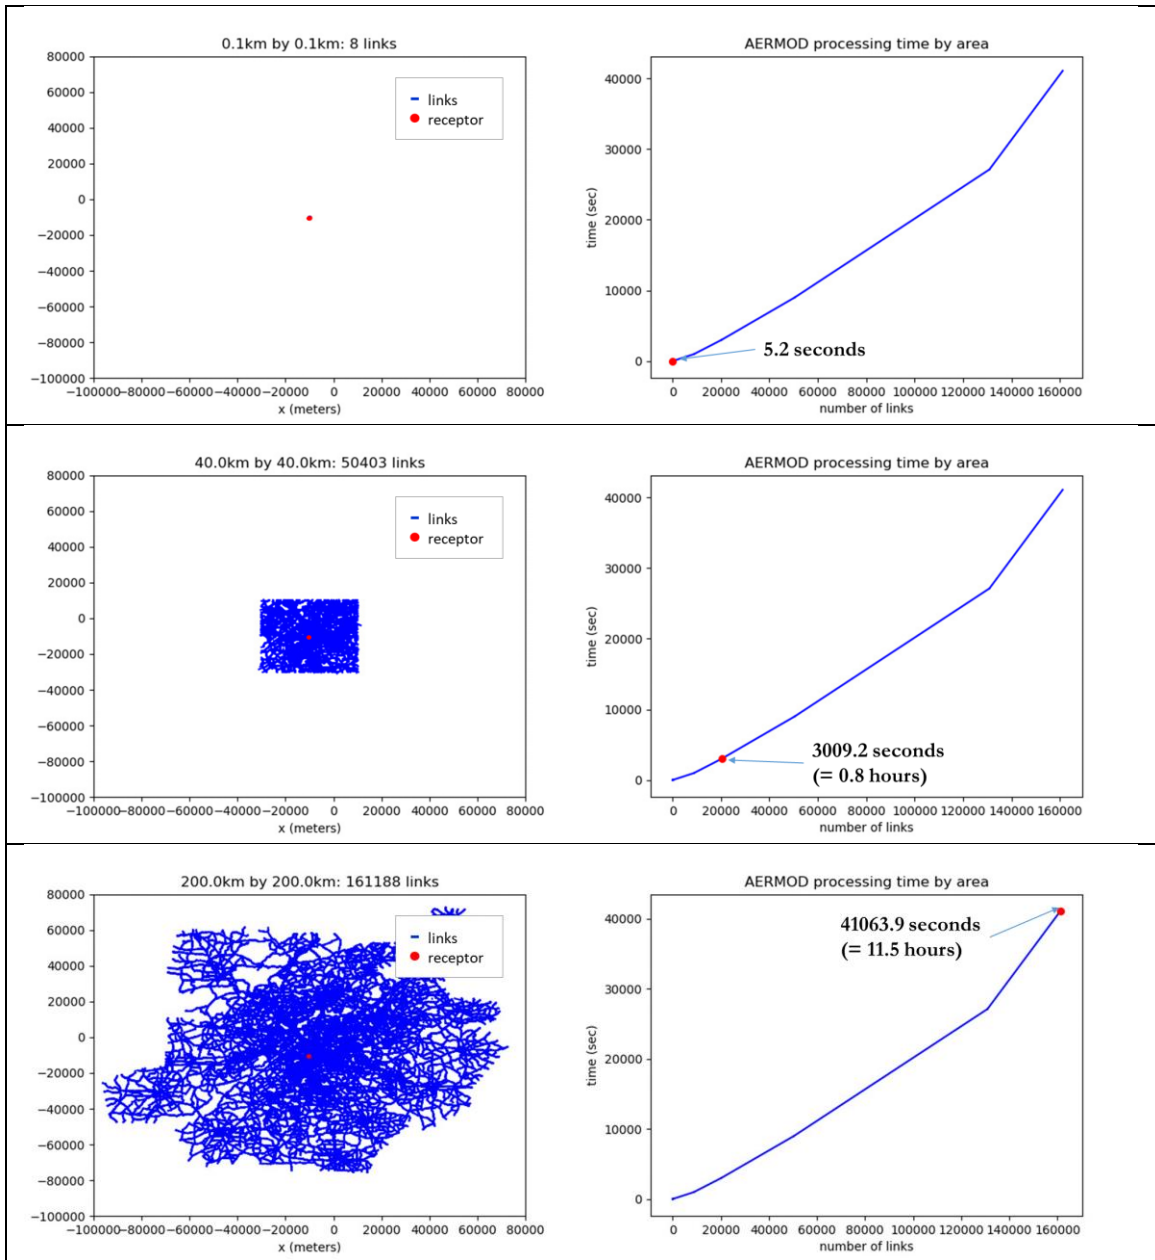 0.1km by 0.1km: 8 links
80000
60000
40000
20000
0
−20000
−40000
−60000
−80000
−100000
−100000−80000−60000−40000−20000 0 20000 40000 60000 80000
x (meters)
links
receptor
AERMOD processing time by area
40000
30000
20000
10000
0
time (sec)
5.2 seconds
0 20000 40000 60000 80000 100000 120000 140000 160000
number of links
40.0km by 40.0km: 50403 links
80000
60000
40000
20000
0
−20000
−40000
−60000
−80000
−100000
−100000−80000−60000−40000−20000 0 20000 40000 60000 80000
x (meters)
links
receptor
AERMOD processing time by area
40000
30000
20000
10000
0
time (sec)
3009.2 seconds
(= 0.8 hours)
0 20000 40000 60000 80000 100000 120000 140000 160000
number of links
200.0km by 200.0km: 161188 links
80000
60000
40000
20000
0
−20000
−40000
−60000
−80000
−100000
−100000−80000−60000−40000−20000 0 20000 40000 60000 80000
x (meters)
links
receptor
AERMOD processing time by area
40000
30000
20000
10000
0
time (sec)
41063.9 seconds
(= 11.5 hours)
0 20000 40000 60000 80000 100000 120000 140000 160000
number of links